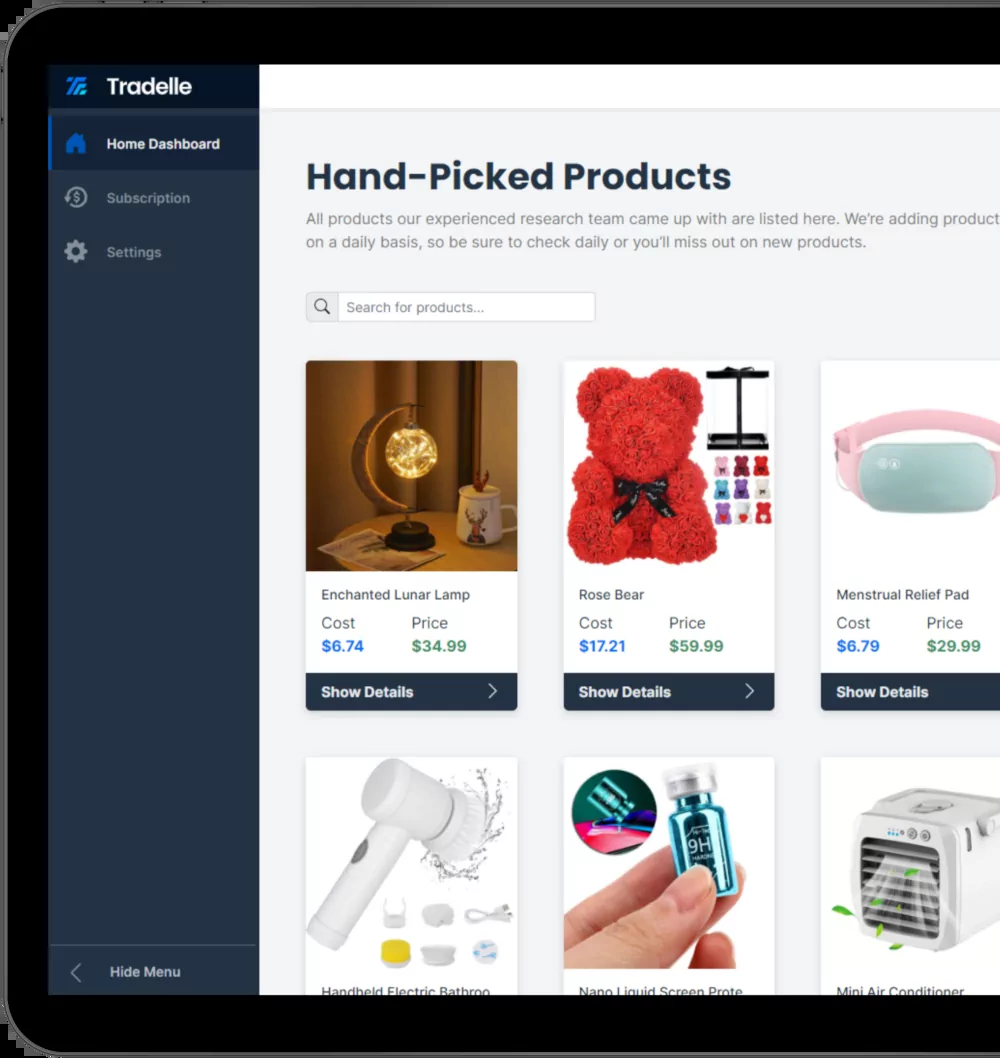 Tradelle
Home Dashboard
Subscription
Settings
Hide Menu
Hand-Picked Products
All products our experienced research team came up with are listed here. We're adding product
on a daily basis, so be sure to check daily or you'll miss out on new products.
Search for products...
Enchanted Lunar Lamp
Cost Price
$6.74 $34.99
Show Details
Rose Bear
Cost Price
$17.21 $59.99
Show Details
Menstrual Relief Pad
Cost Price
$6.79 $29.99
Show Details
9H
Handheld Electric Bathroo
Nano Liquid Screen Prote
Mini Air Conditioner